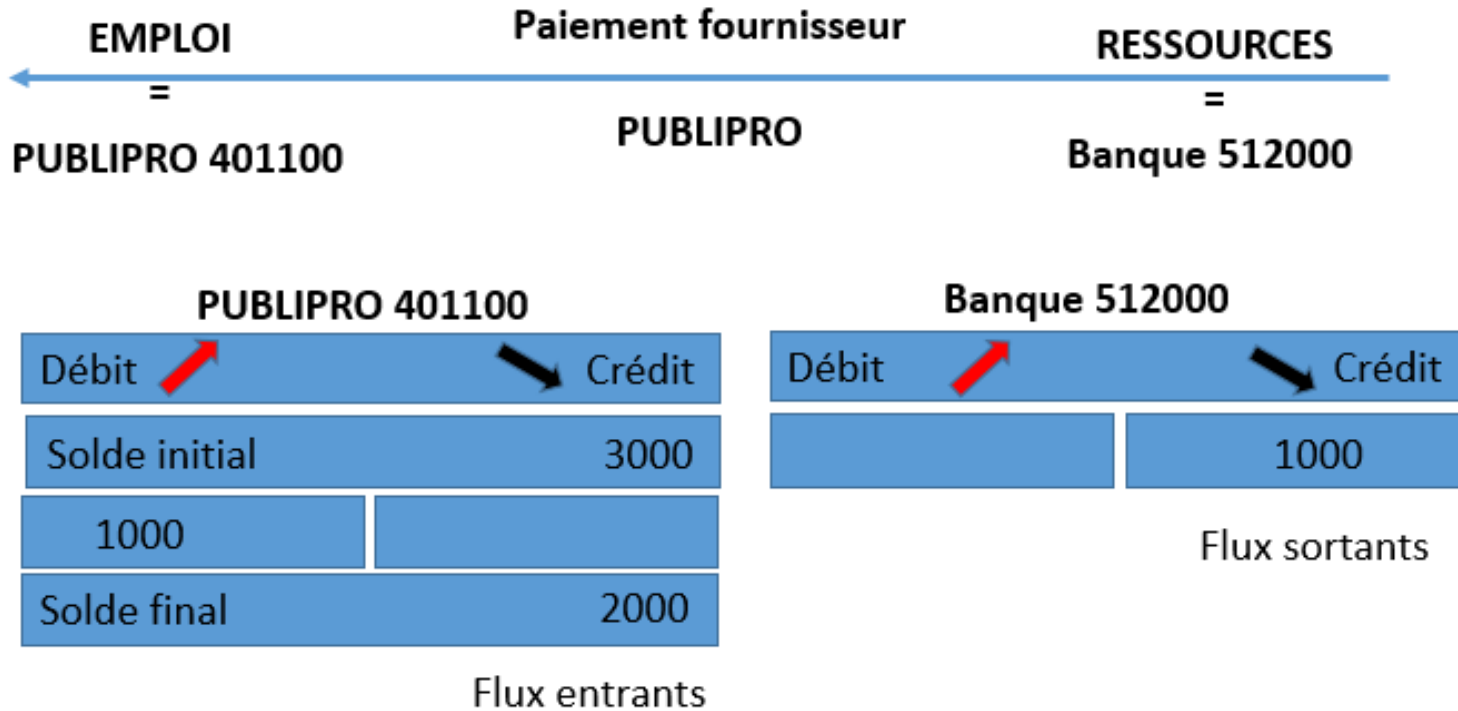 EMPLOI
Paiement fournisseur
RESSOURCES
=
=
PUBLIPRO
PUBLIPRO 401100
Banque 512000
PUBLIPRO 401100
Débit Crédit
Solde initial 3000
1000
Solde final 2000
Flux entrants
Banque 512000
Débit Crédit
1000
Flux sortants